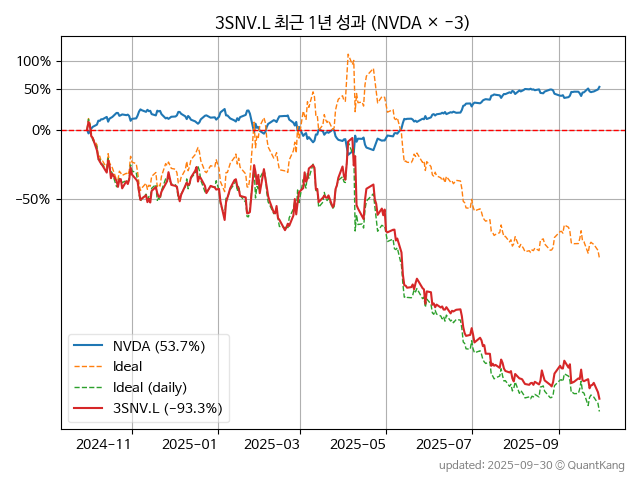 3SNV.L 최근 1년 성과 (NVDA × −3)
100%
50%
0%
−50%
NVDA (53.7%)
Ideal
Ideal (daily)
3SNV.L (−93.3%)
2024−11 2025−01 2025−03 2025−05 2025−07 2025−09
updated: 2025−09−30 © QuantKang